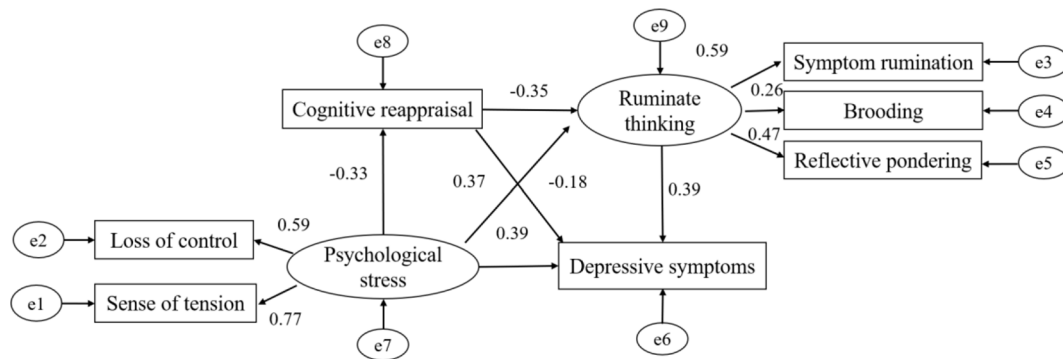 e8
e9
0.59
Symptom rumination
e3
Cognitive reappraisal
-0.35
Ruminate
thinking
0.26
Brooding
e4
0.47
Reflective pondering
e5
-0.33
0.37
-0.18
0.39
e2
Loss of control
0.59
Psychological
stress
0.39
Depressive symptoms
e1
Sense of tension
0.77
e7
e6